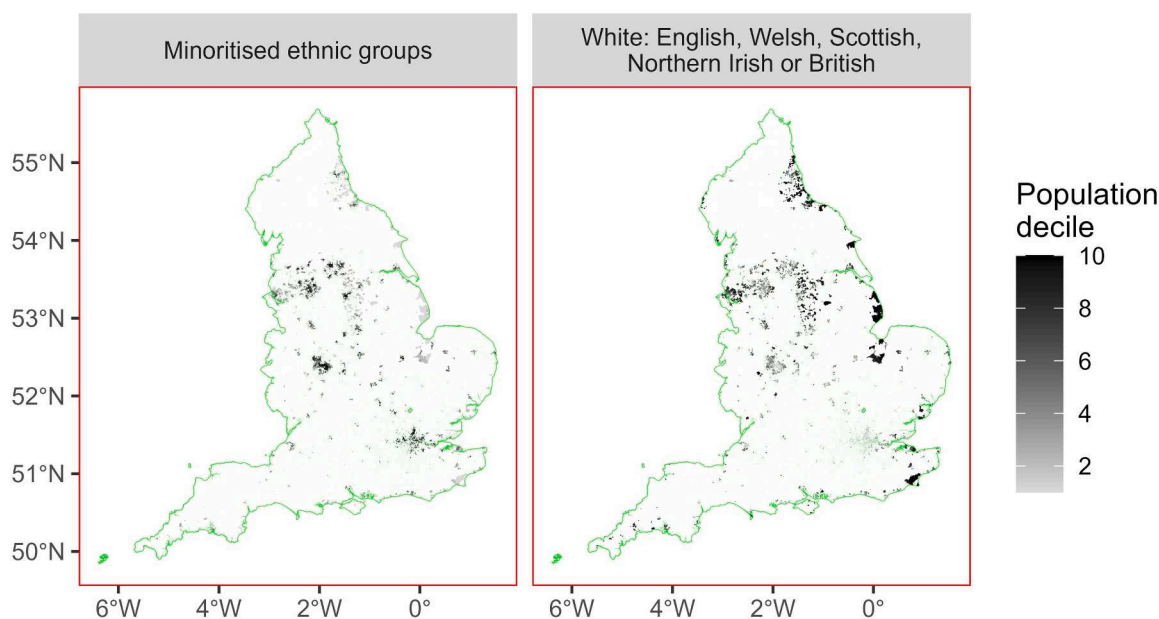 Minoritised ethnic groups
White: English, Welsh, Scottish,
Northern Irish or British
55°N
54°N
53°N
52°N
51°N
50°N
6°W 4°W 2°W 0°
6°W 4°W 2°W 0°
Population
decile
10
8
6
4
2